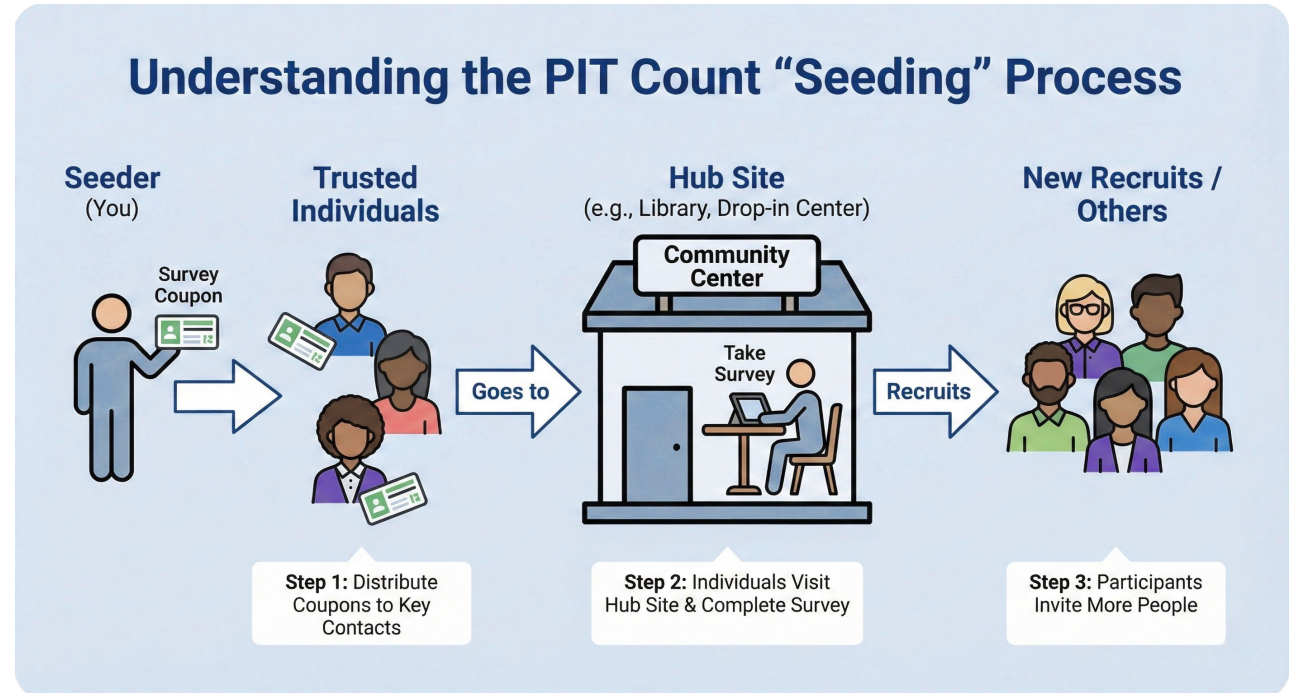 Understanding the PIT Count “Seeding” Process
Seeder
(You)
Survey
Coupon
Trusted
Individuals
Goes to
Hub Site
(e.g., Library, Drop-in Center)
Community
Center
Take
Survey
Recruits
New Recruits /
Others
Step 1: Distribute
Coupons to Key
Contacts
Step 2: Individuals Visit
Hub Site & Complete Survey
Step 3: Participants
Invite More People